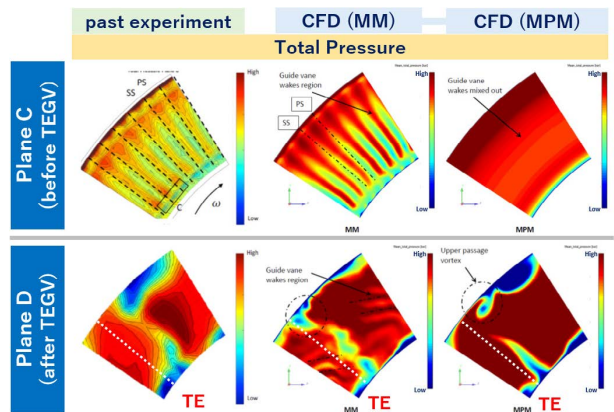 past experiment
CFD (MM)
CFD (MPM)
Total Pressure
Plane C
(before TEGV)
PS
SS
C
ω
High
Low
Guide vane
wakes region
PS
SS
High
Low
MM
Guide vane
wakes mixed out
High
Low
MPM
Plane D
(after TEGV)
TE
High
Low
Guide vane
wakes region
High
Low
MM
TE
Upper passage
vortex
High
Low
MPM
TE